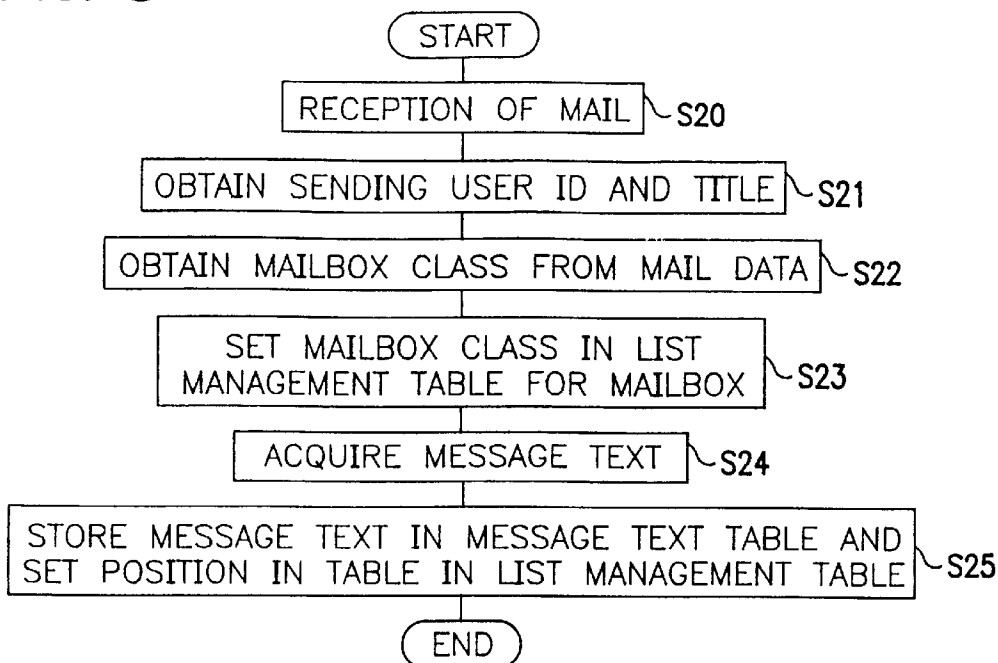 START
RECEPTION OF MAIL
S20
OBTAIN SENDING USER ID AND TITLE
S21
OBTAIN MAILBOX CLASS FROM MAIL DATA
S22
SET MAILBOX CLASS IN LIST
MANAGEMENT TABLE FOR MAILBOX
S23
ACQUIRE MESSAGE TEXT
S24
STORE MESSAGE TEXT IN MESSAGE TEXT TABLE AND
SET POSITION IN TABLE IN LIST MANAGEMENT TABLE
S25
END